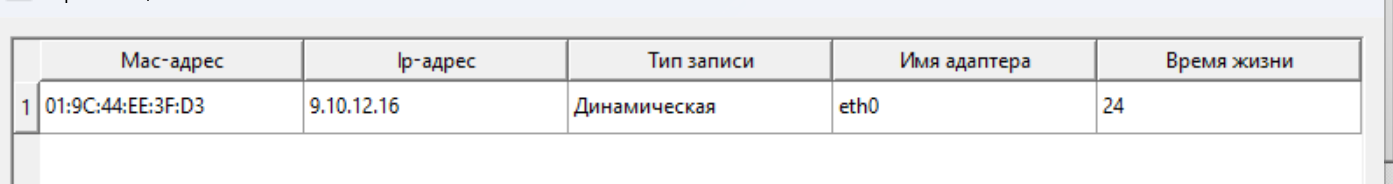 Mac-адрес Ip-адрес Тип записи Имя адаптера Время жизни
1 01:9C:44:EE:3F:D3 9.10.12.16 Динамическая eth0 24